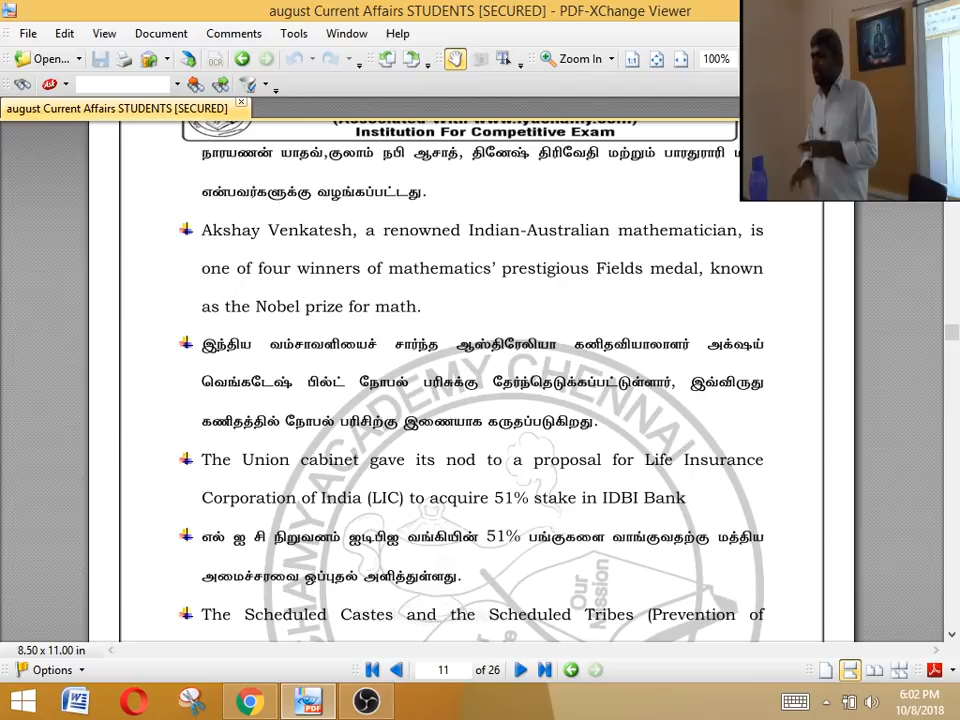 august Current Affairs STUDENTS [SECURED] - PDF-XChange Viewer
File Edit View Document Comments Tools Window Help
Open... OCR Zoom In 100%
august Current Affairs STUDENTS [SECURED]
Institution For Competitive Exam
நாராயணன் யாதவ்,குலாம் நபி ஆசாத், தினேஷ் திரிவேதி மற்றும் பாரதுராரி
என்பவர்களுக்கு வழங்கப்பட்டது.
Akshay Venkatesh, a renowned Indian-Australian mathematician, is
one of four winners of mathematics’ prestigious Fields medal, known
as the Nobel prize for math.
இந்திய வம்சாவளியைச் சார்ந்த ஆஸ்திரேலியா கணிதவியாலாளர் அக்ஷய்
வெங்கடேஷ் பில்ட் நோபல் பரிசுக்கு தேர்ந்தெடுக்கப்பட்டுள்ளார், இவ்விருது
கணிதத்தில் நோபல் பரிசிற்கு இணையாக கருதப்படுகிறது.
The Union cabinet gave its nod to a proposal for Life Insurance
Corporation of India (LIC) to acquire 51% stake in IDBI Bank
எல் ஐ சி நிறுவனம் ஐடிபிஐ வங்கியின் 51% பங்குகளை வாங்குவதற்கு மத்திய
அமைச்சரவை ஒப்புதல் அளித்துள்ளது.
The Scheduled Castes and the Scheduled Tribes (Prevention of
SHAMY ACADEMY CHENNAI
Our Mission
8.50 x 11.00 in
Options 11 of 26
6:02 PM
10/8/2018